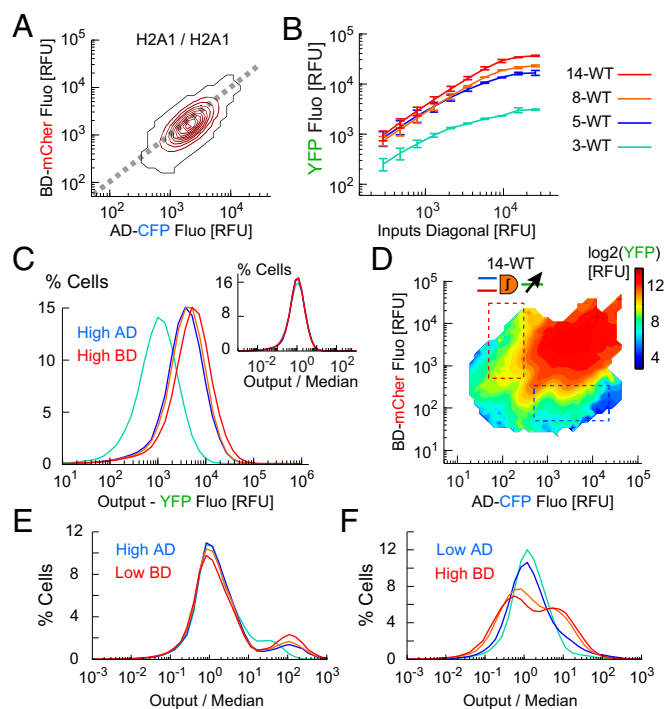 A
H2A1 / H2A1
BD-mCher Fluo [RFU]
10^5
10^4
10^3
10^2
10^2 10^3 10^4
AD-CFP Fluo [RFU]
B
YFP Fluo [RFU]
10^5
10^4
10^3
10^2
10^3 10^4
Inputs Diagonal [RFU]
14-WT
8-WT
5-WT
3-WT
C
% Cells
15
10
5
0
High AD
High BD
10^1 10^2 10^3 10^4 10^5 10^6
Output - YFP Fluo [RFU]
% Cells
16
8
0
10^-2 10^0 10^2
Output / Median
D
14-WT
∫
log2(YFP)
[RFU]
12
8
4
BD-mCher Fluo [RFU]
10^5
10^4
10^3
10^2
10^1
10^1 10^2 10^3 10^4 10^5
AD-CFP Fluo [RFU]
E
% Cells
12
8
4
0
High AD
Low BD
10^-3 10^-2 10^-1 10^0 10^1 10^2 10^3
Output / Median
F
% Cells
16
12
8
4
0
Low AD
High BD
10^-3 10^-2 10^-1 10^0 10^1 10^2 10^3
Output / Median